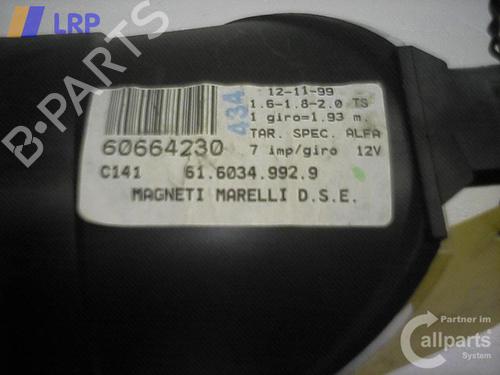 LRP
B-PARTS
12-11-99
434
1.6-1.8-2.0 TS
1 giro=1.93 m.
TAR. SPEC. ALFA
60664230
7 imp/giro 12V
C141 61.6034.992.9
MAGNETI MARELLI D.S.E.
Partner im
Callparts
System